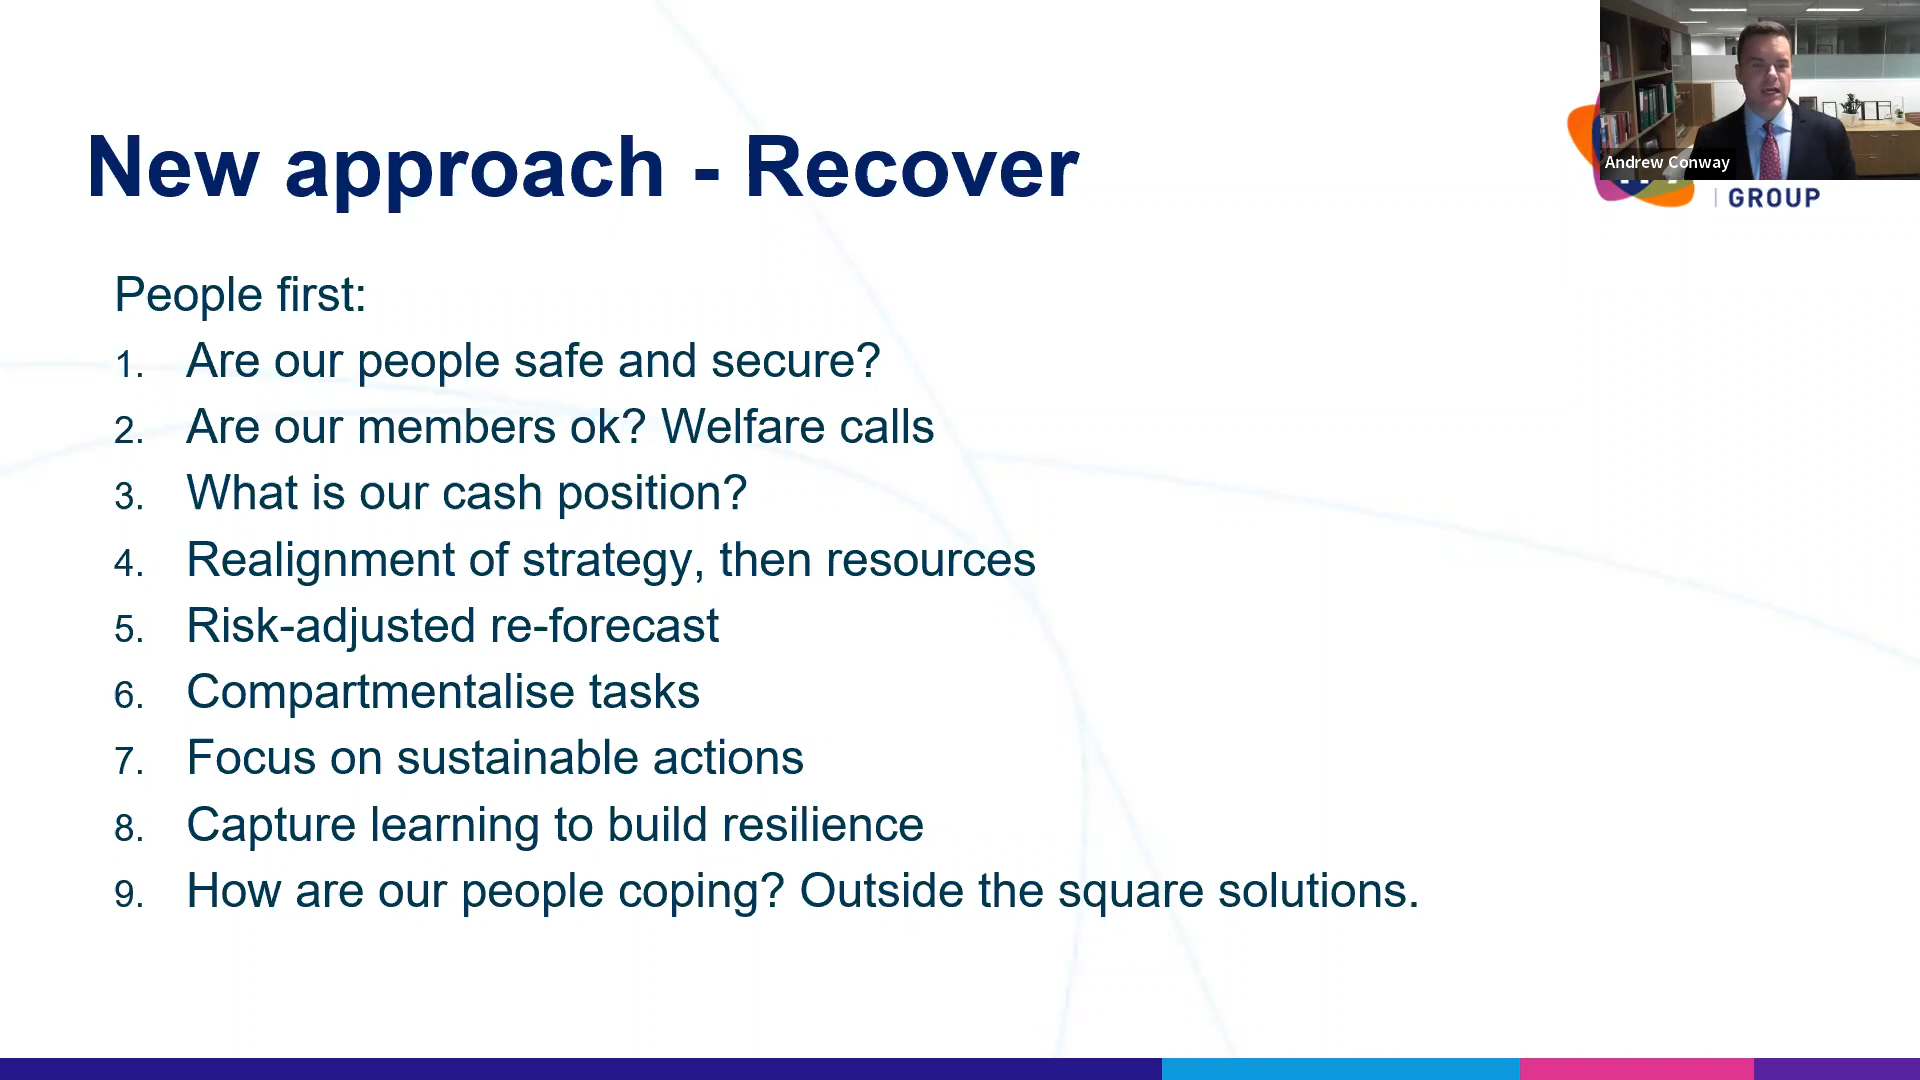 New approach - Recover
Andrew Conway
GROUP
People first:
1. Are our people safe and secure?
2. Are our members ok? Welfare calls
3. What is our cash position?
4. Realignment of strategy, then resources
5. Risk-adjusted re-forecast
6. Compartmentalise tasks
7. Focus on sustainable actions
8. Capture learning to build resilience
9. How are our people coping? Outside the square solutions.